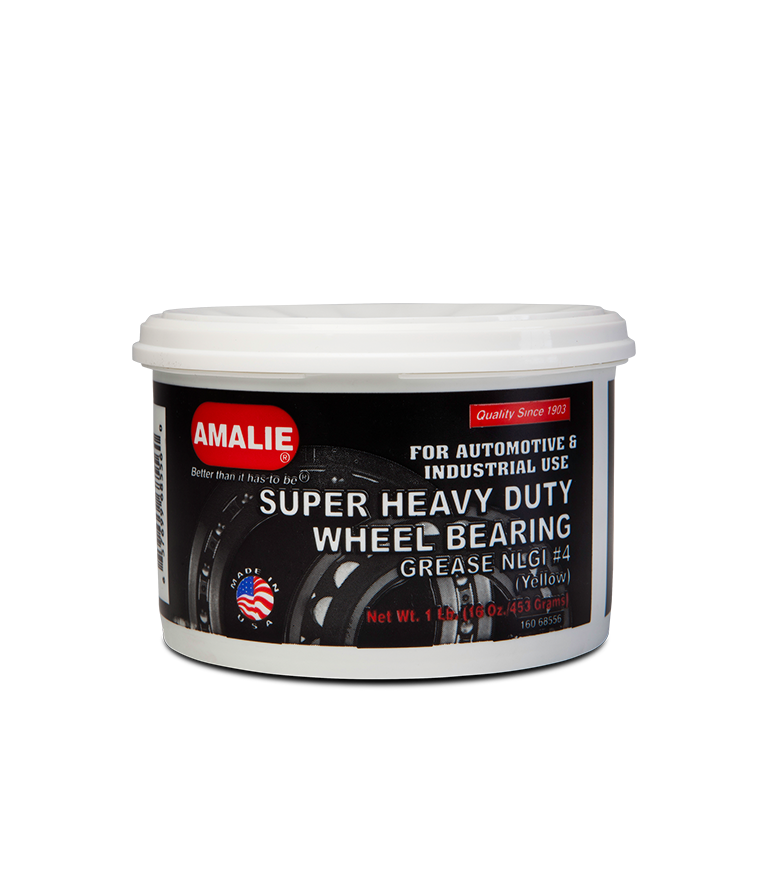 Quality Since 1903
AMALIE
®
Better than it has to be®
FOR AUTOMOTIVE &
INDUSTRIAL USE
SUPER HEAVY DUTY
WHEEL BEARING
GREASE NLGI #4
(Yellow)
MADE IN
USA
Net Wt. 1 Lb. (16 Oz./453 Grams)
160 68556